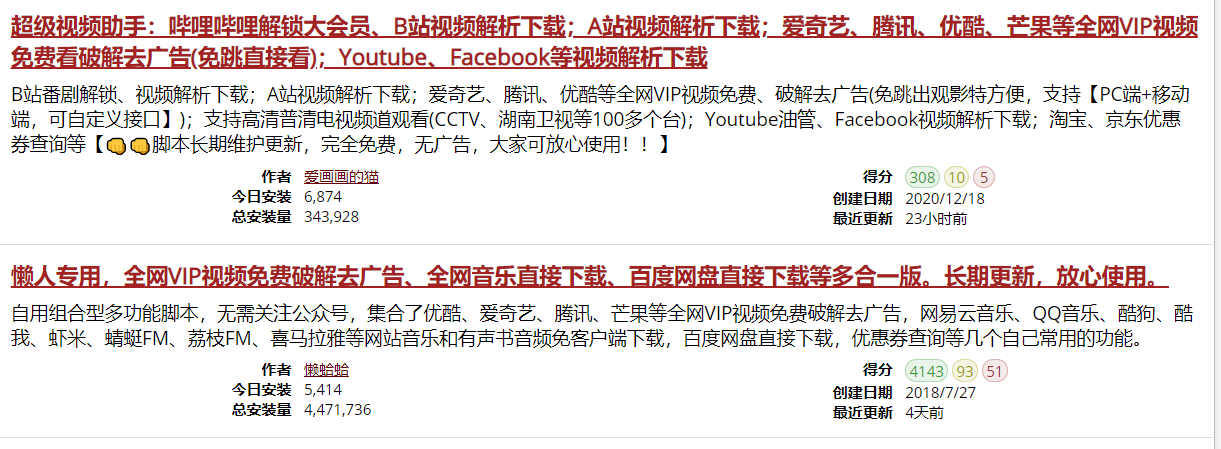 超级视频助手：哔哩哔哩解锁大会员、B站视频解析下载；A站视频解析下载；爱奇艺、腾讯、优酷、芒果等全网VIP视频
免费看破解去广告(免跳直接看)；Youtube、Facebook等视频解析下载
B站番剧解锁、视频解析下载；A站视频解析下载；爱奇艺、腾讯、优酷等全网VIP视频免费、破解去广告(免跳出观影特方便，支持【PC端+移动
端，可自定义接口】)；支持高清普清电视频道观看(CCTV、湖南卫视等100多个台)；Youtube油管、Facebook视频解析下载；淘宝、京东优惠
券查询等【👊👊脚本长期维护更新，完全免费，无广告，大家可放心使用！！】
作者 爱画画的猫 得分 308 10 5
今日安装 6,874 创建日期 2020/12/18
总安装量 343,928 最近更新 23小时前
懒人专用，全网VIP视频免费破解去广告、全网音乐直接下载、百度网盘直接下载等多合一版。长期更新，放心使用。
自用组合型多功能脚本，无需关注公众号，集合了优酷、爱奇艺、腾讯、芒果等全网VIP视频免费破解去广告，网易云音乐、QQ音乐、酷狗、酷
我、虾米、蜻蜓FM、荔枝FM、喜马拉雅等网站音乐和有声书音频免客户端下载，百度网盘直接下载，优惠券查询等几个自己常用的功能。
作者 懒蛤蛤 得分 4143 93 51
今日安装 5,414 创建日期 2018/7/27
总安装量 4,471,736 最近更新 4天前